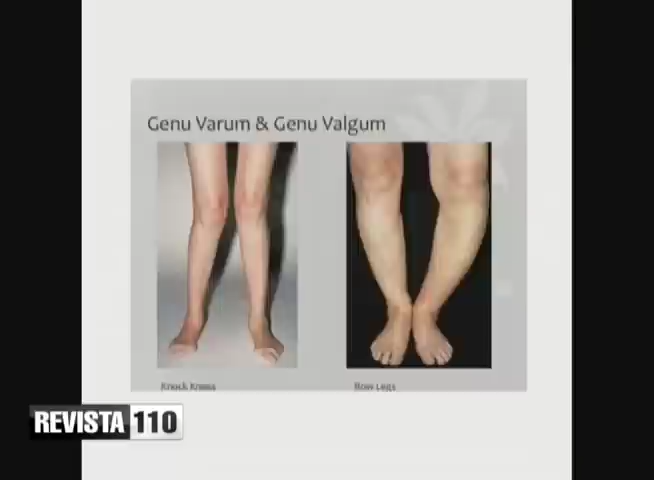 Genu Varum & Genu Valgum
Knock Knees
Bow Legs
REVISTA 110